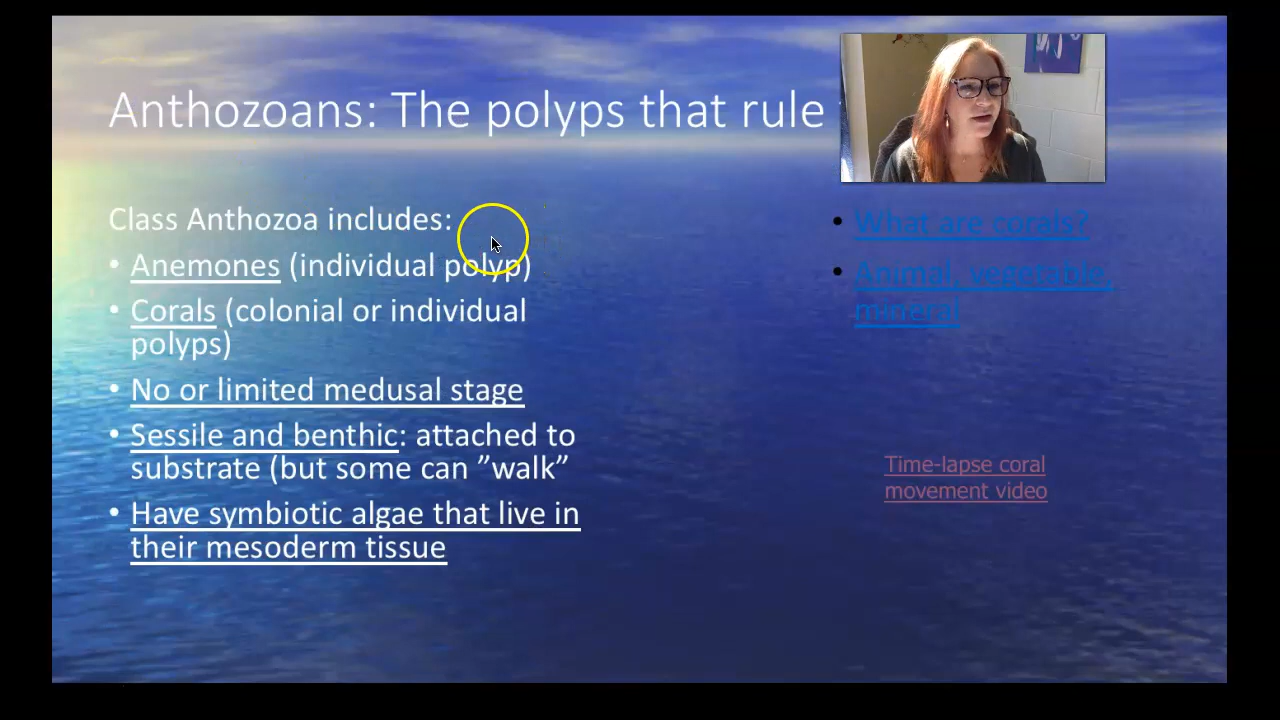 Anthozoans: The polyps that rule
Class Anthozoa includes:
• Anemones (individual polyp)
• Corals (colonial or individual
polyps)
• No or limited medusal stage
• Sessile and benthic: attached to
substrate (but some can ”walk”
• Have symbiotic algae that live in
their mesoderm tissue
• What are corals?
• Animal, vegetable,
mineral
Time-lapse coral
movement video